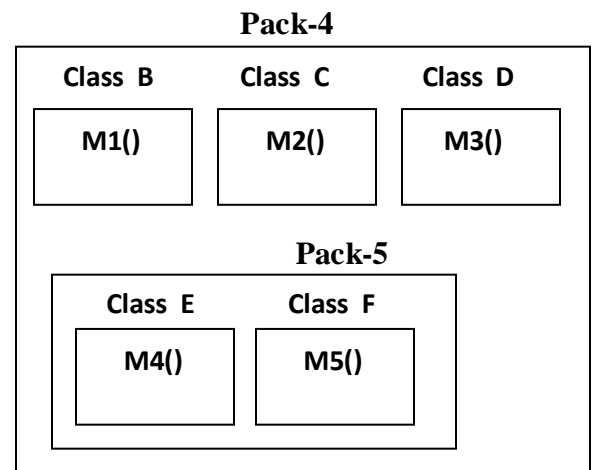 Pack-4
Class B Class C Class D
M1() M2() M3()
Pack-5
Class E Class F
M4() M5()